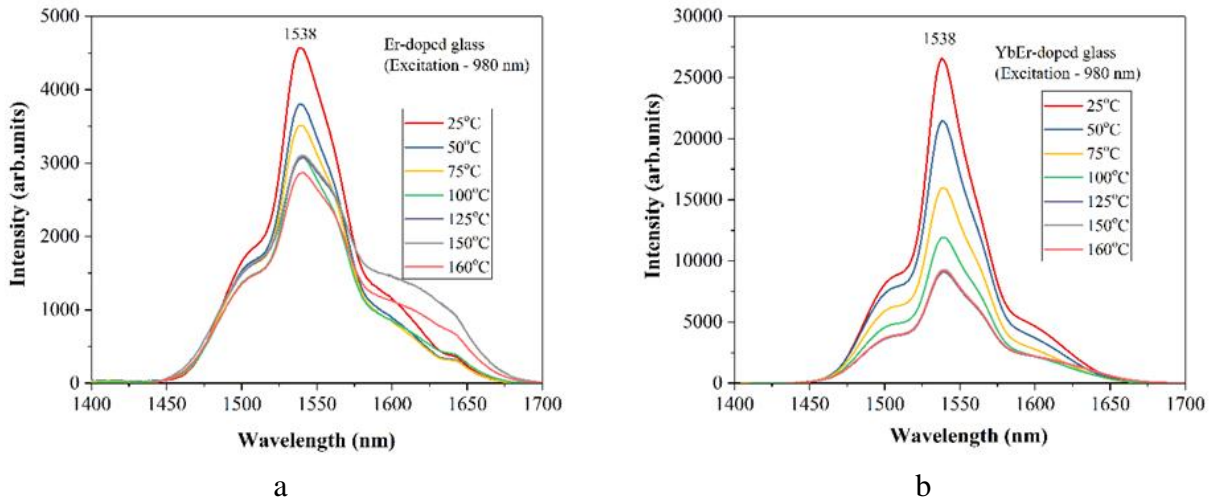 5000
4000
3000
2000
1000
0
Intensity (arb.units)
1538
Er-doped glass
(Excitation - 980 nm)
25°C
50°C
75°C
100°C
125°C
150°C
160°C
1400 1450 1500 1550 1600 1650 1700
Wavelength (nm)
a
30000
25000
20000
15000
10000
5000
0
Intensity (arb.units)
1538
YbEr-doped glass
(Excitation - 980 nm)
25°C
50°C
75°C
100°C
125°C
150°C
160°C
1400 1450 1500 1550 1600 1650 1700
Wavelength (nm)
b